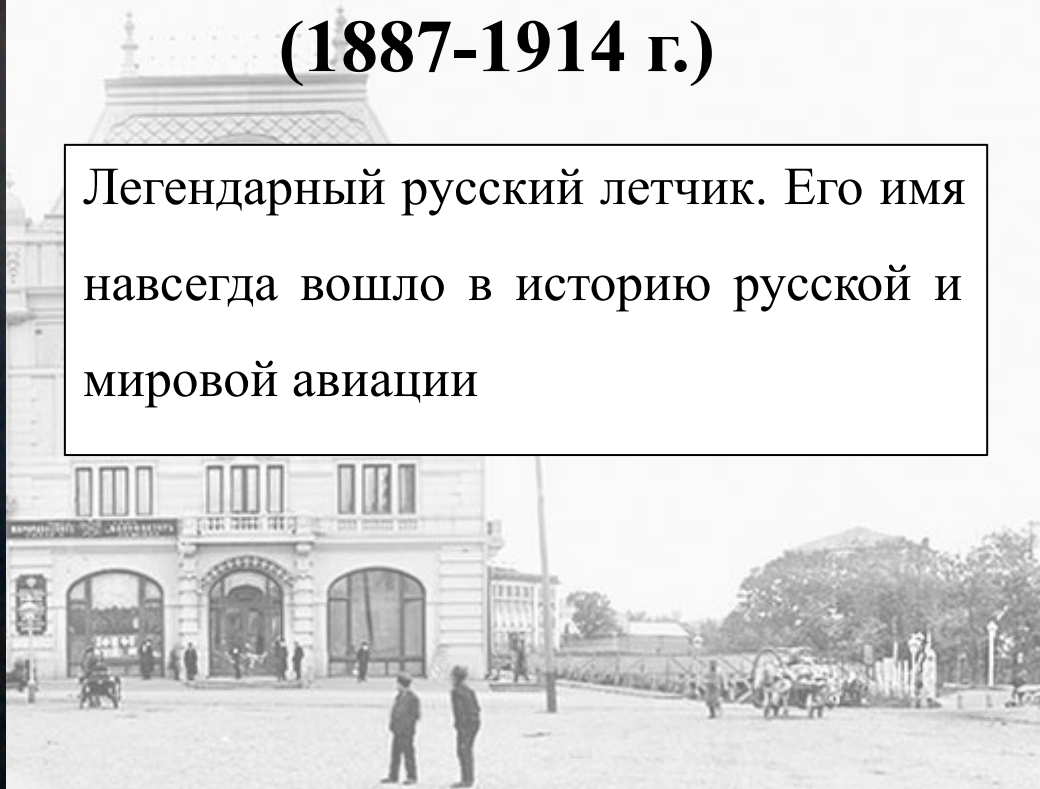 (1887-1914 г.)
Легендарный русский летчик. Его имя
навсегда вошло в историю русской и
мировой авиации